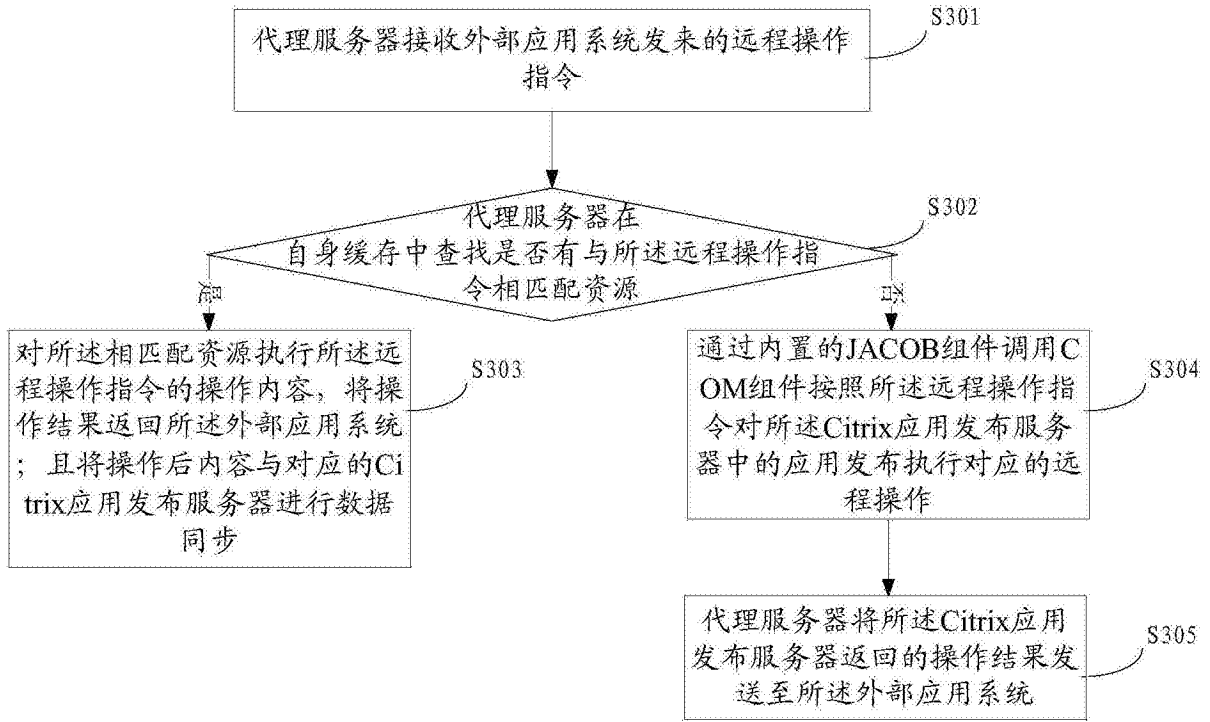 S301
代理服务器接收外部应用系统发来的远程操作
指令
S302
代理服务器在
自身缓存中查找是否有与所述远程操作指
令相匹配资源
是
否
对所述相匹配资源执行所述远
程操作指令的操作内容，将操
作结果返回所述外部应用系统
；且将操作后内容与对应的Ci
trix应用发布服务器进行数据
同步
S303
通过内置的JACOB组件调用C
OM组件按照所述远程操作指
令对所述Citrix应用发布服务
器中的应用发布执行对应的远
程操作
S304
代理服务器将所述Citrix应用
发布服务器返回的操作结果发
送至所述外部应用系统
S305